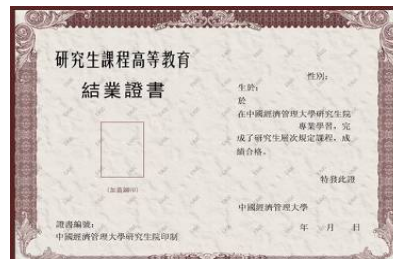 研究生課程高等教育
結業證書
(加蓋鋼印)
證書編號：
中國經濟管理大學研究生院印制
性别：
生於：
於
在中國經濟管理大學研究生院
專業學習，完
成了研究生層次規定課程，成
績合格。
特發此證
中國經濟管理大學
年 月 日